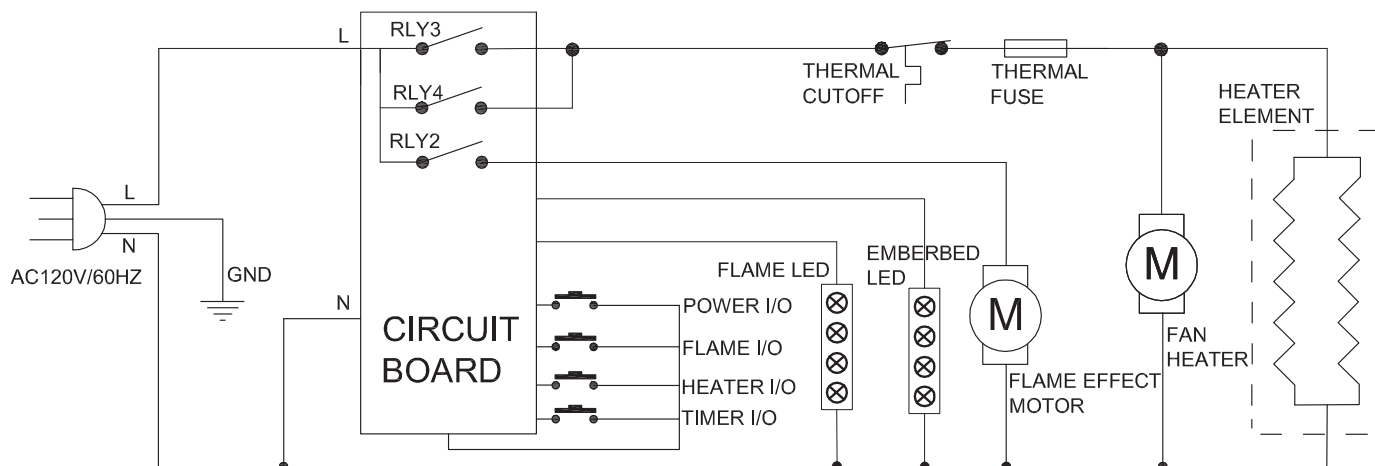 L
RLY3
RLY4
RLY2
THERMAL
CUTOFF
THERMAL
FUSE
HEATER
ELEMENT
L
N
AC120V/60HZ
GND
N
CIRCUIT
BOARD
POWER I/O
FLAME I/O
HEATER I/O
TIMER I/O
FLAME LED
EMBERBED
LED
M
FLAME EFFECT
MOTOR
M
FAN
HEATER